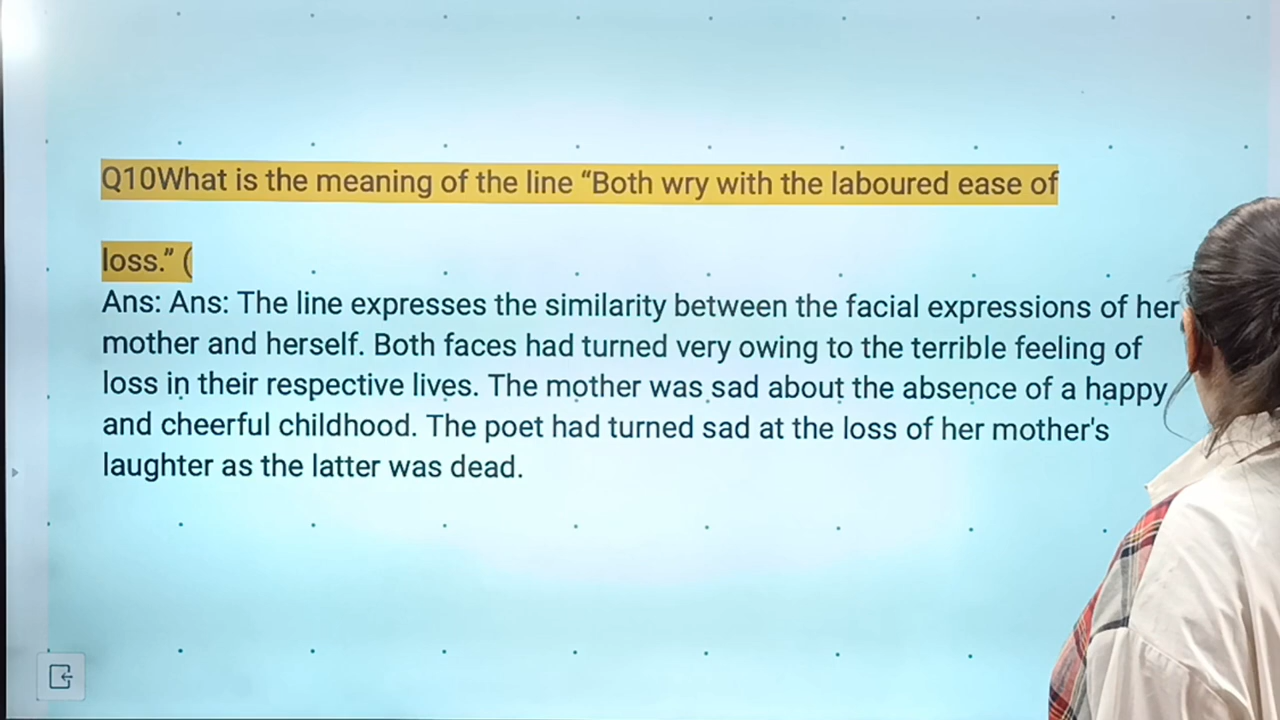 Q10What is the meaning of the line “Both wry with the laboured ease of
loss.” (
Ans: Ans: The line expresses the similarity between the facial expressions of her
mother and herself. Both faces had turned very owing to the terrible feeling of
loss in their respective lives. The mother was sad about the absence of a happy
and cheerful childhood. The poet had turned sad at the loss of her mother's
laughter as the latter was dead.